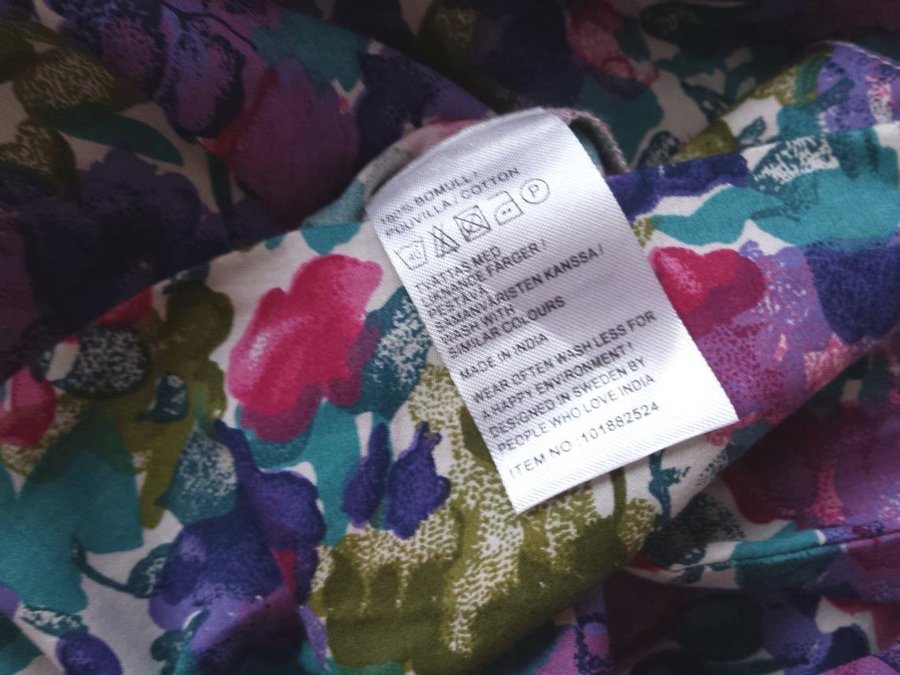 100% BOMULL /
PUUVILLA / COTTON
P
TVÄTTAS MED
LIKNANDE FÄRGER /
PESTÄVÄ
SAMANVÄRISTEN KANSSA /
WASH WITH
SIMILAR COLOURS
MADE IN INDIA
WEAR OFTEN WASH LESS FOR
A HAPPY ENVIRONMENT!
DESIGNED IN SWEDEN BY
PEOPLE WHO LOVE INDIA
ITEM NO : 101882524